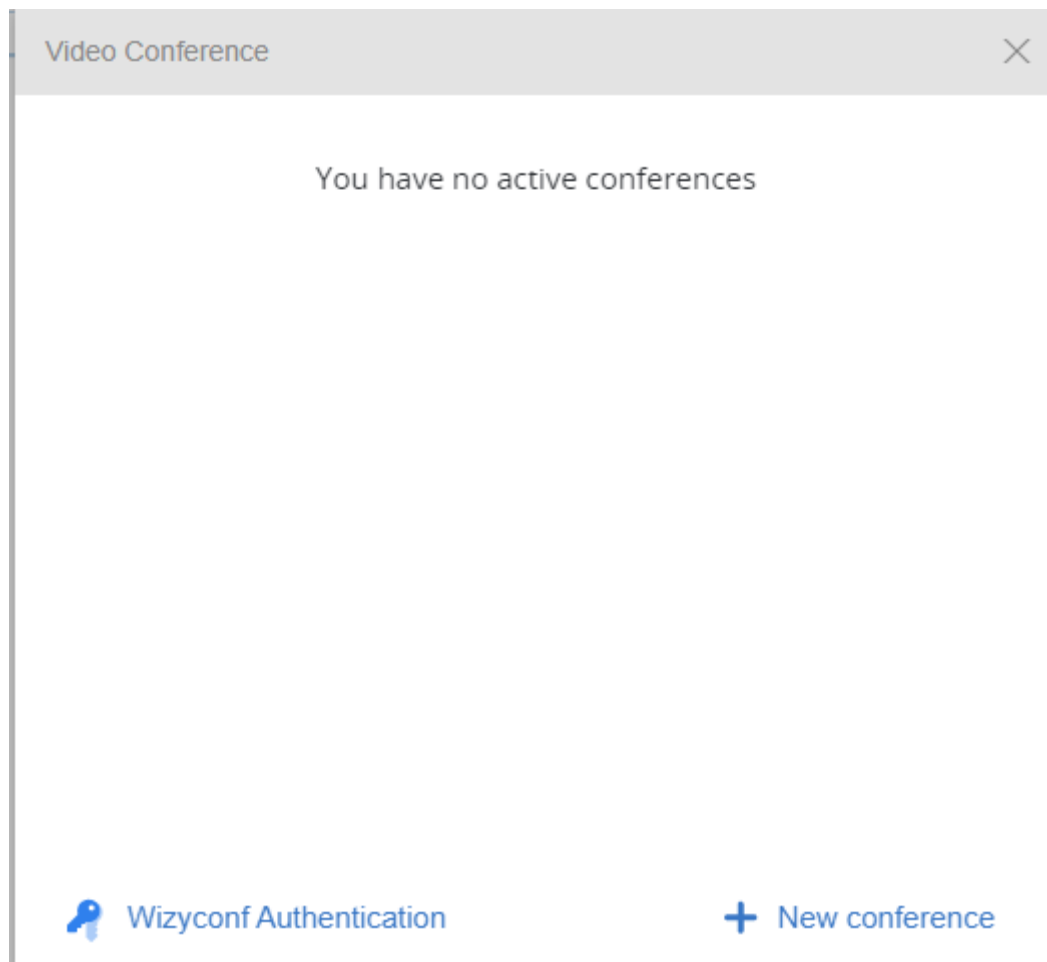 Video Conference
You have no active conferences
Wizyconf Authentication
New conference